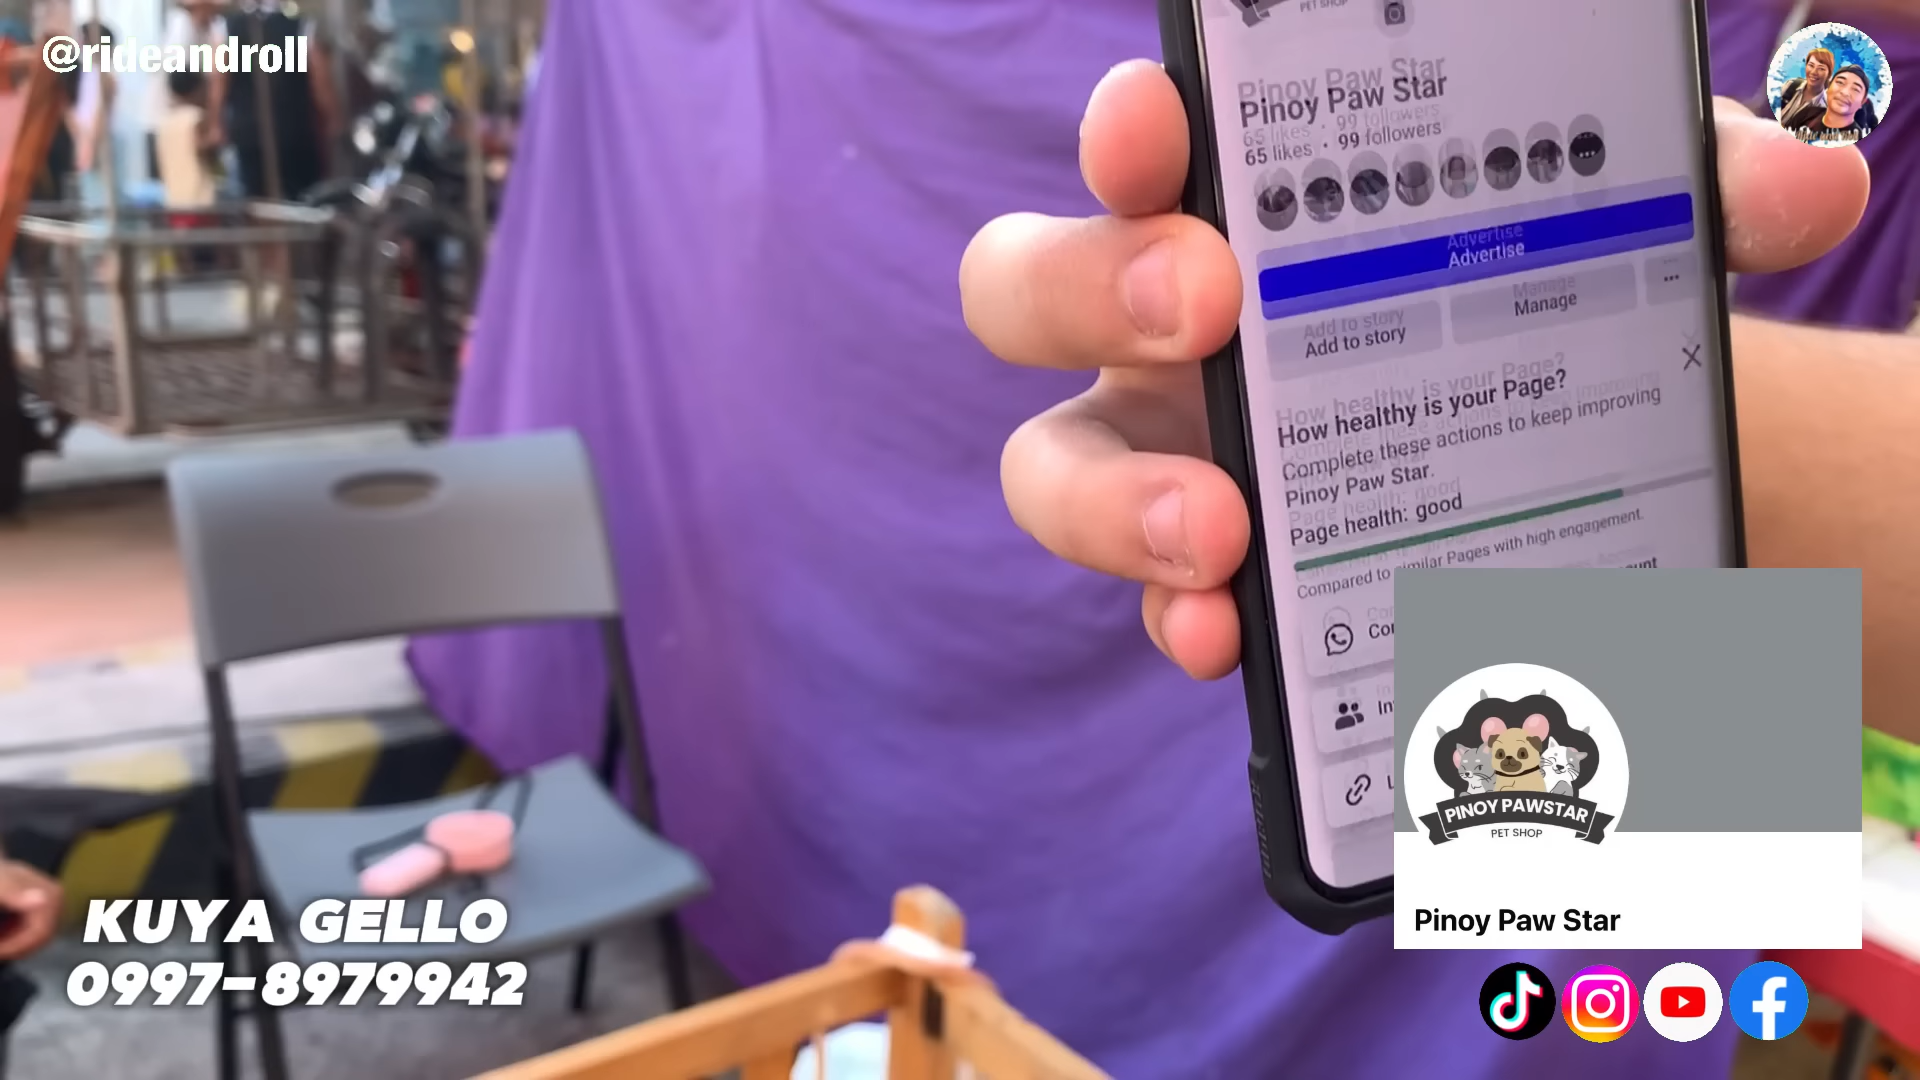 @rideandroll
PET SHOP
Pinoy Paw Star
65 likes · 99 followers
Advertise
Add to story
Manage
How healthy is your Page?
Complete these actions to keep improving
Pinoy Paw Star.
Page health: good
Compared to similar Pages with high engagement.
PINOY PAWSTAR
PET SHOP
Pinoy Paw Star
KUYA GELLO
0997-8979942